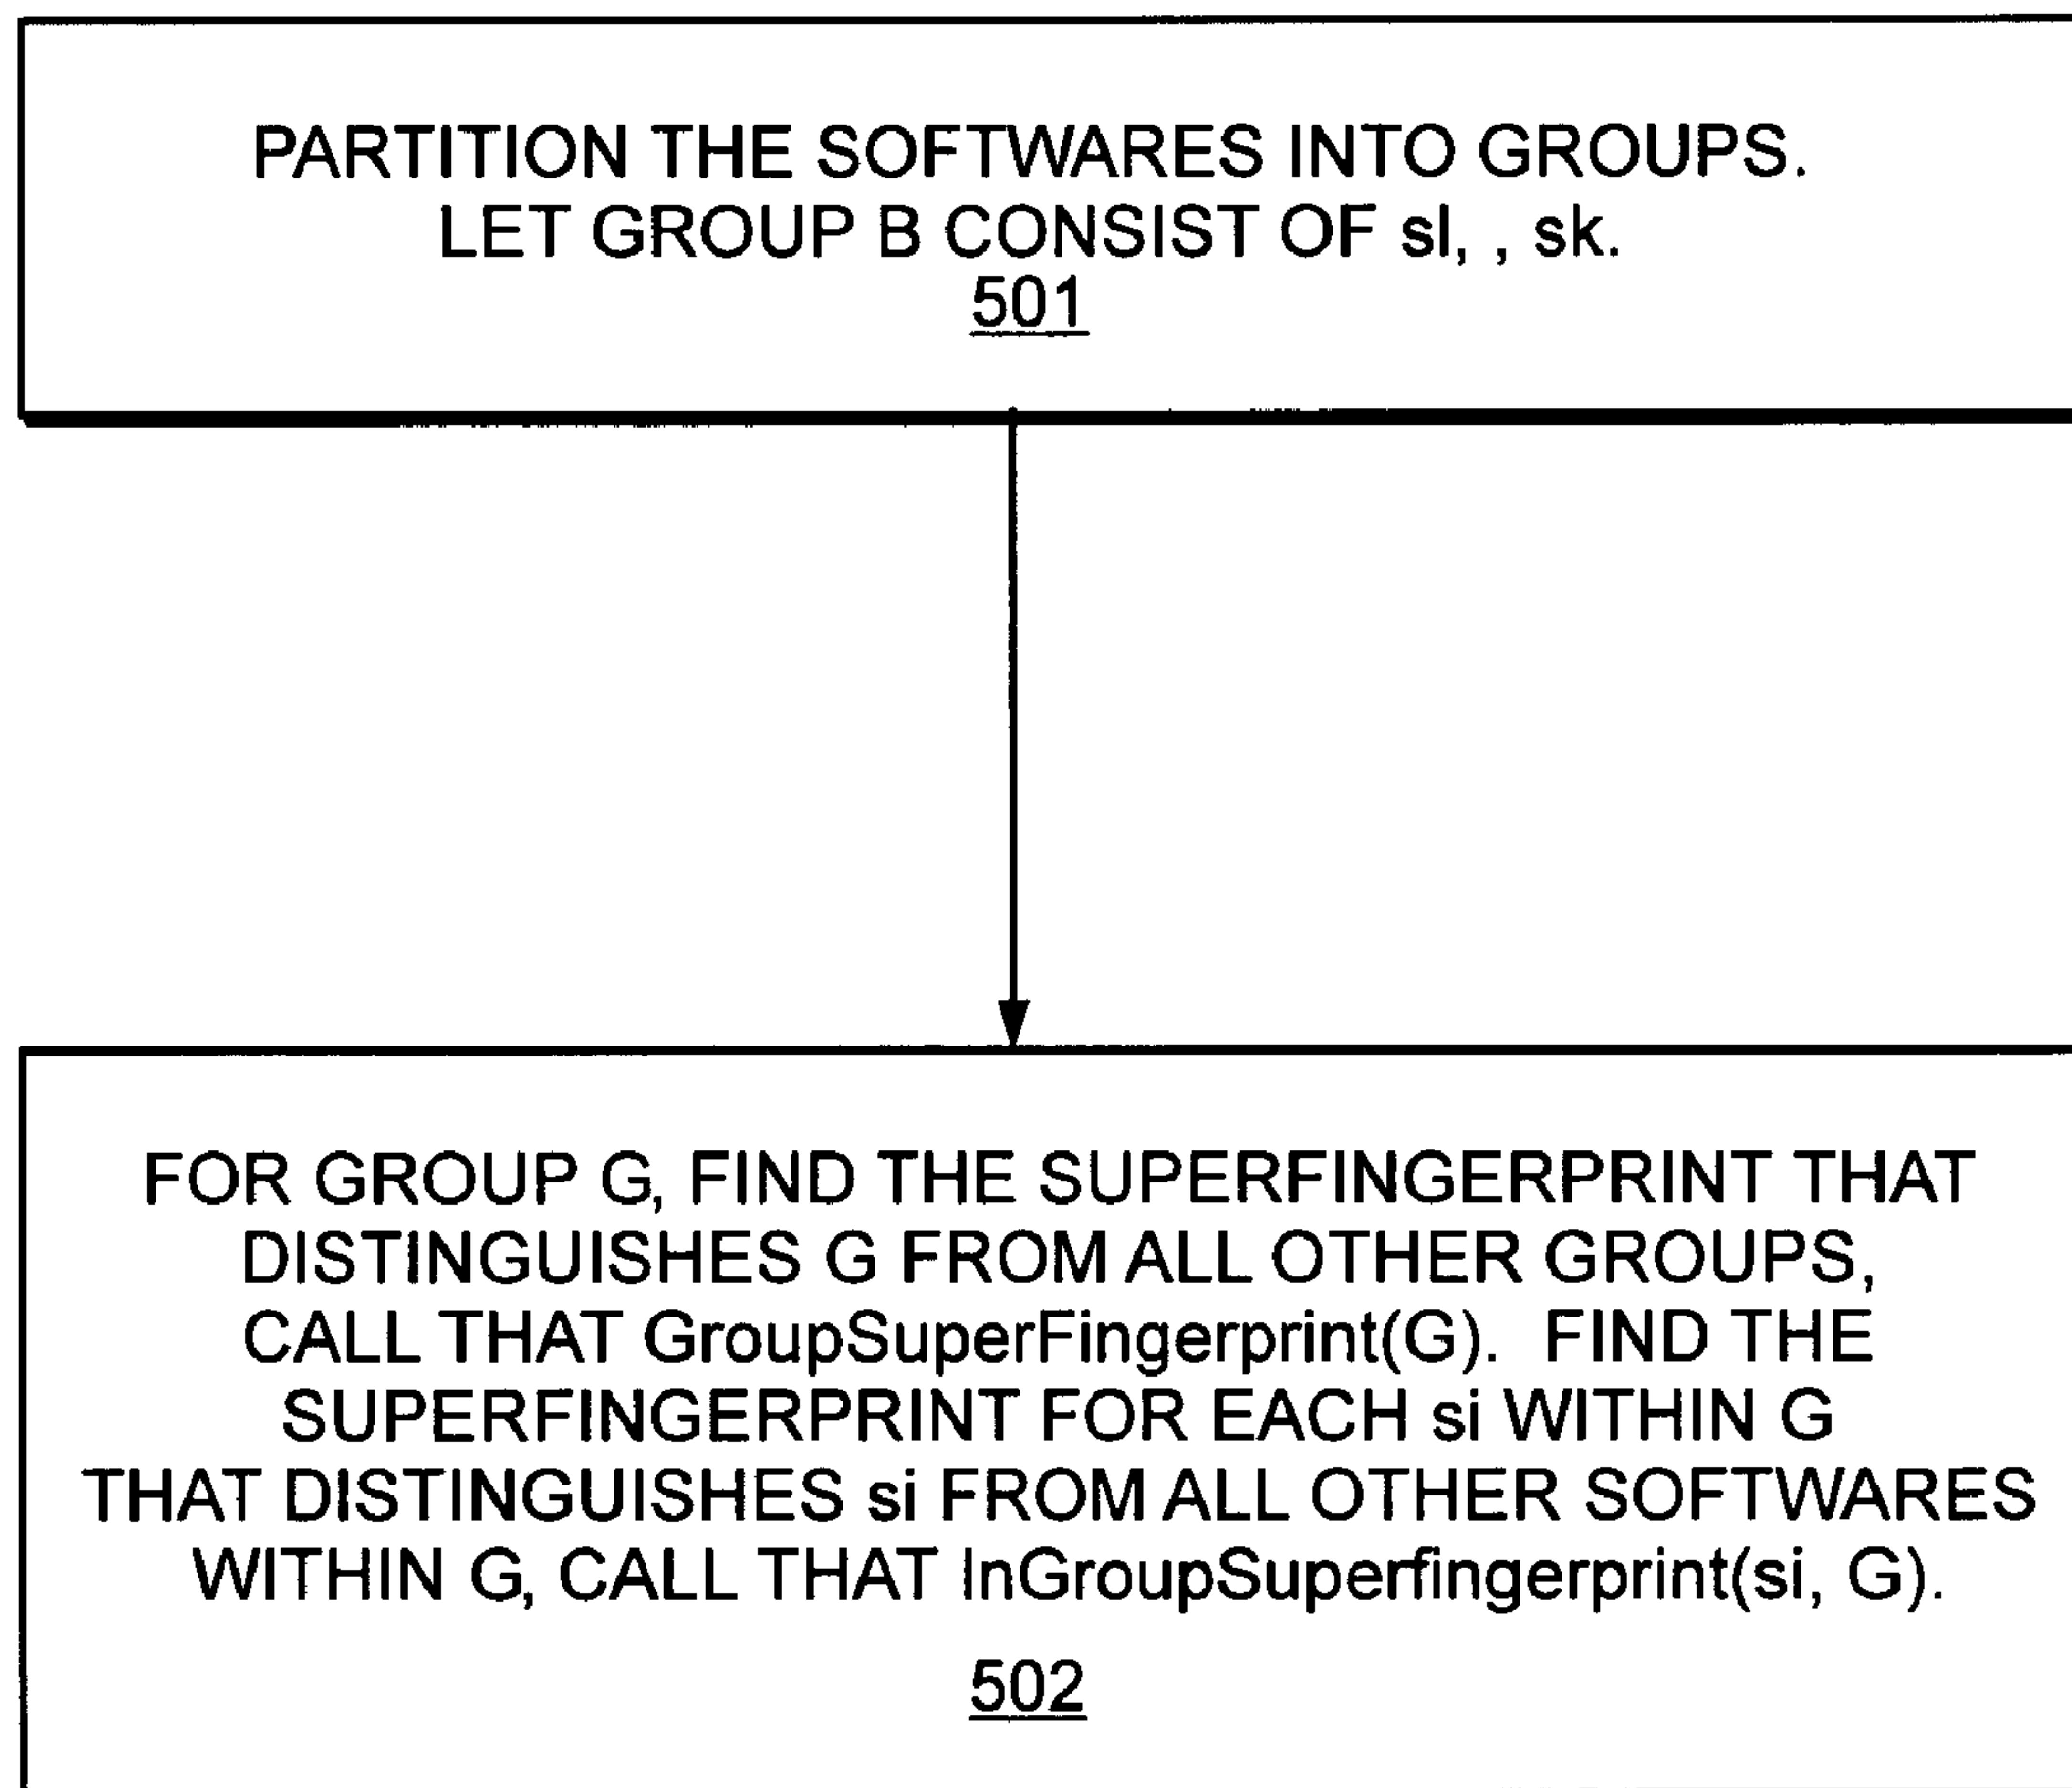 PARTITION THE SOFTWARES INTO GROUPS.
LET GROUP B CONSIST OF sl, , sk.
501
FOR GROUP G, FIND THE SUPERFINGERPRINT THAT
DISTINGUISHES G FROM ALL OTHER GROUPS,
CALL THAT GroupSuperFingerprint(G). FIND THE
SUPERFINGERPRINT FOR EACH si WITHIN G
THAT DISTINGUISHES si FROM ALL OTHER SOFTWARES
WITHIN G, CALL THAT InGroupSuperfingerprint(si, G).
502